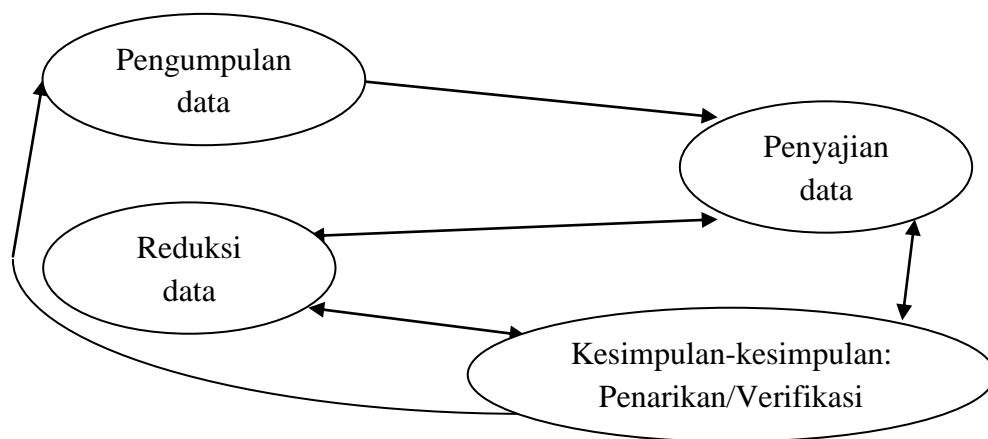 Pengumpulan
data
Penyajian
data
Reduksi
data
Kesimpulan-kesimpulan:
Penarikan/Verifikasi